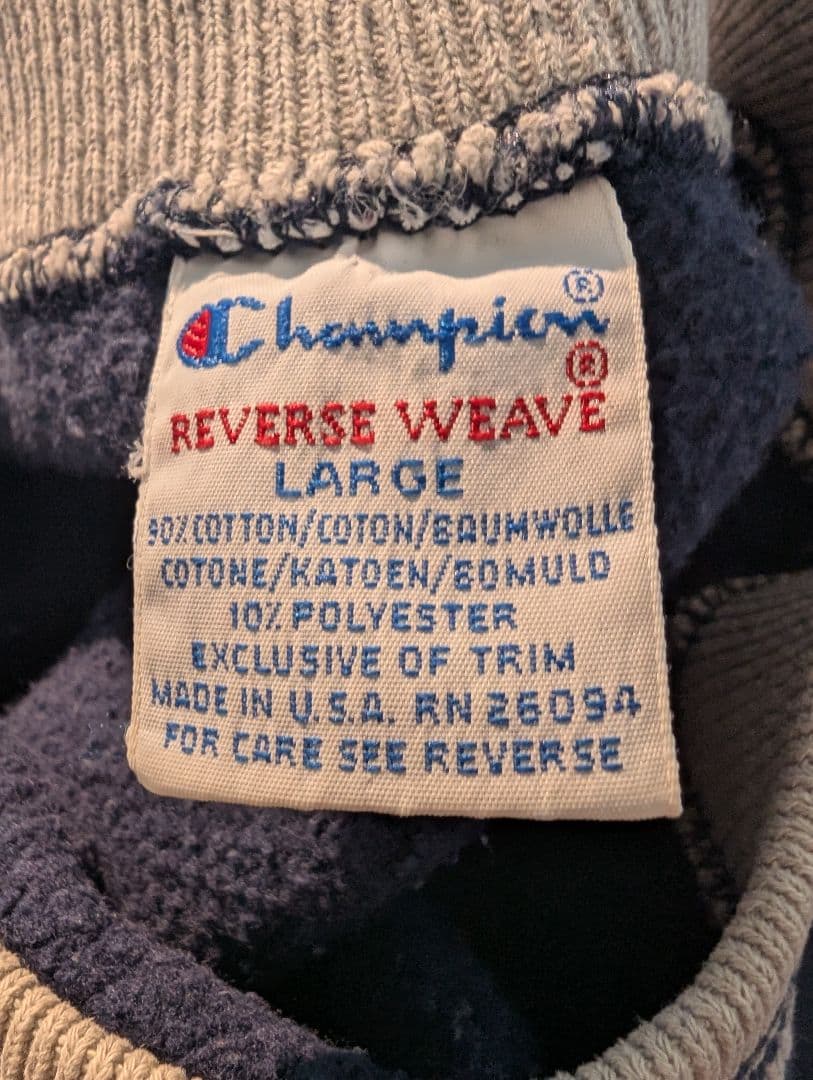 Champion®
®
REVERSE WEAVE
LARGE
90% COTTON/COTON/BAUMWOLLE
COTONE/KATOEN/BOMULD
10% POLYESTER
EXCLUSIVE OF TRIM
MADE IN U.S.A. RN 26094
FOR CARE SEE REVERSE